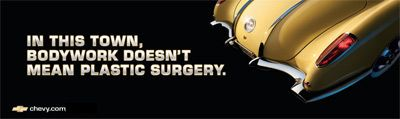 IN THIS TOWN,
BODYWORK DOESN'T
MEAN PLASTIC SURGERY.
chevy.com